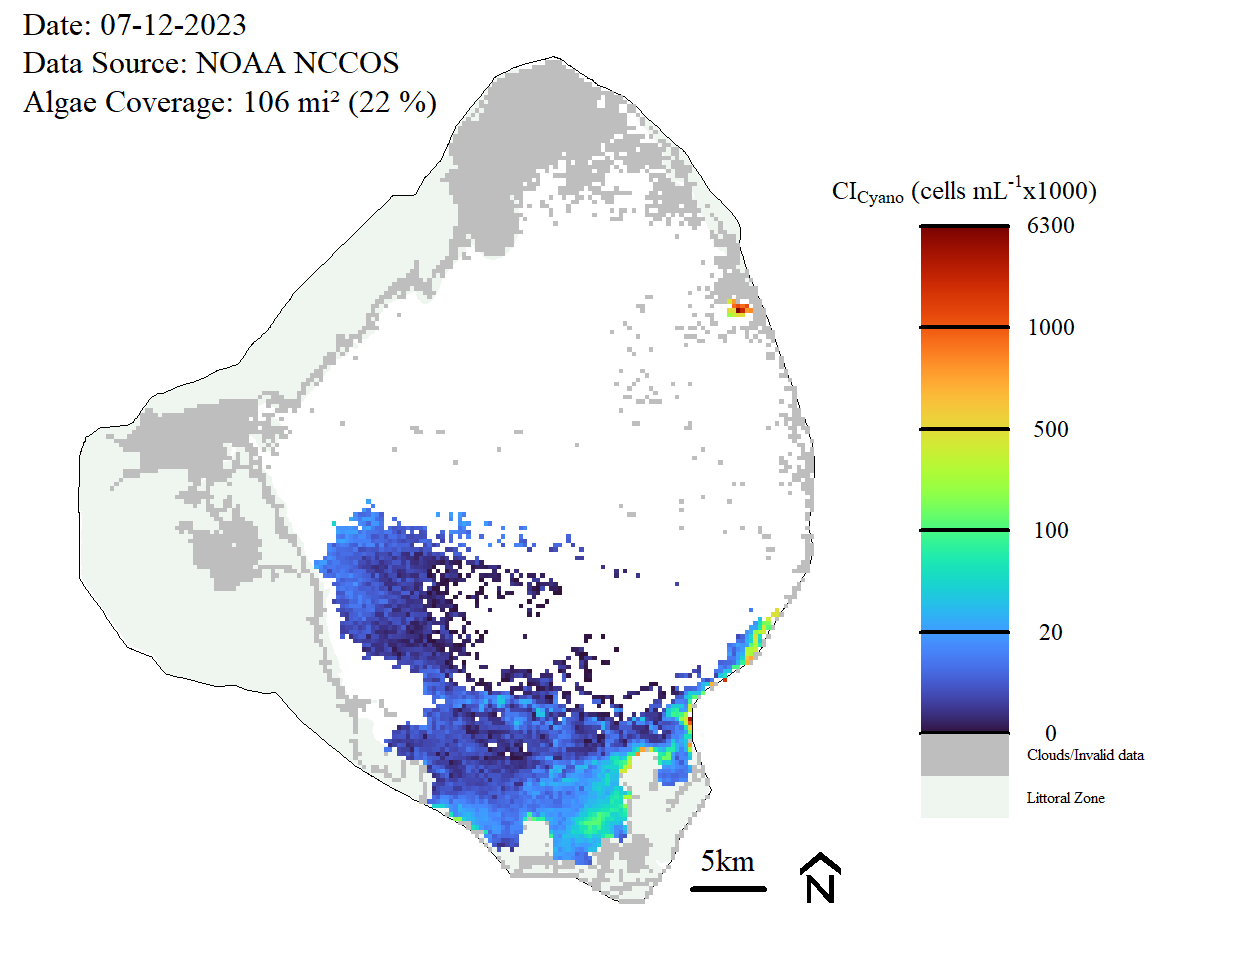 Date: 07-12-2023
Data Source: NOAA NCCOS
Algae Coverage: 106 mi² (22 %)
CICyano (cells mL-1x1000)
6300
1000
500
100
20
0
Clouds/Invalid data
Littoral Zone
5km
N